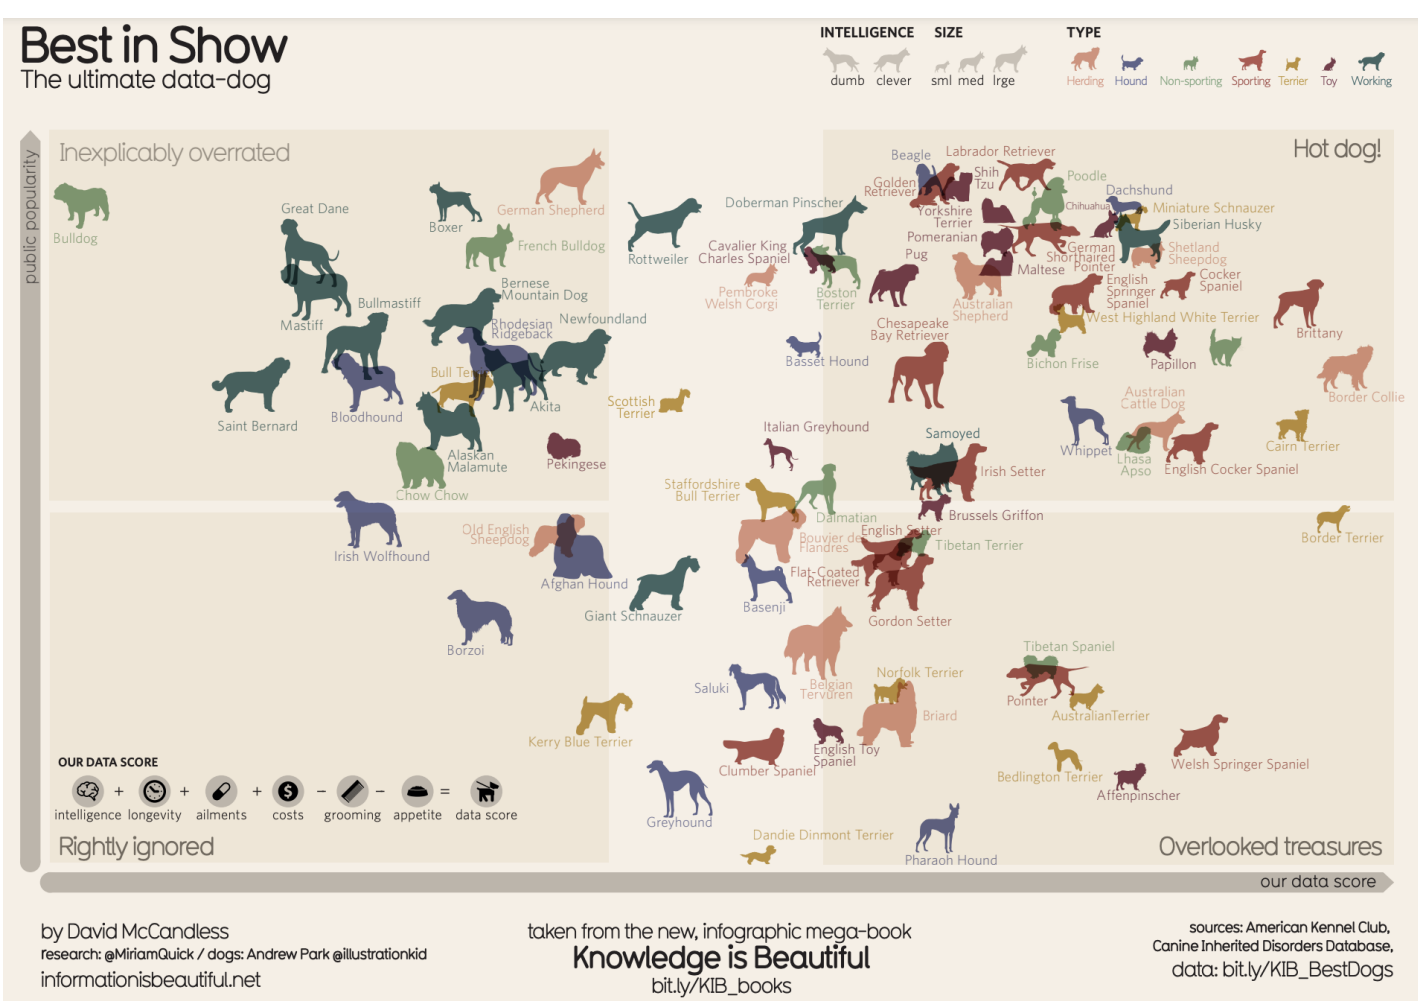 Best in Show
The ultimate data-dog
INTELLIGENCE
dumb clever
SIZE
sml med lrge
TYPE
Herding Hound Non-sporting Sporting Terrier Toy Working
public popularity
Inexplicably overrated
Hot dog!
Bulldog
Great Dane
Boxer
German Shepherd
French Bulldog
Mastiff
Bullmastiff
Bernese
Mountain Dog
Rhodesian
Ridgeback
Newfoundland
Saint Bernard
Bloodhound
Bull Ter
Akita
Alaskan
Malamute
Pekingese
Chow Chow
Rottweiler
Doberman Pinscher
Cavalier King
Charles Spaniel
Pembroke
Welsh Corgi
Boston
Terrier
Basset Hound
Scottish
Terrier
Beagle
Labrador Retriever
Golden
Retriever
Shih
Tzu
Poodle
Yorkshire
Terrier
Chihuahua
Dachshund
Miniature Schnauzer
Siberian Husky
Pomeranian
Pug
Maltese
German
Shorthaired
Pointer
Shetland
Sheepdog
Australian
Shepherd
English
Springer
Spaniel
Cocker
Spaniel
West Highland White Terrier
Brittany
Chesapeake
Bay Retriever
Bichon Frise
Papillon
Border Collie
Australian
Cattle Dog
Whippet
Lhasa
Apso
English Cocker Spaniel
Cairn Terrier
Italian Greyhound
Samoyed
Irish Setter
Staffordshire
Bull Terrier
Dalmatian
Brussels Griffon
Border Terrier
Irish Wolfhound
Old English
Sheepdog
Afghan Hound
Bouvier des
Flandres
English Setter
Tibetan Terrier
Flat-Coated
Retriever
Basenji
Giant Schnauzer
Gordon Setter
Borzoi
Saluki
Belgian
Tervuren
Norfolk Terrier
Briard
Tibetan Spaniel
Pointer
AustralianTerrier
Kerry Blue Terrier
Clumber Spaniel
English Toy
Spaniel
Bedlington Terrier
Welsh Springer Spaniel
Affenpinscher
Greyhound
Dandie Dinmont Terrier
Pharaoh Hound
OUR DATA SCORE
+ + + − − =
intelligence longevity ailments costs grooming appetite data score
Rightly ignored
Overlooked treasures
our data score
by David McCandless
research: @MiriamQuick / dogs: Andrew Park @illustrationkid
informationisbeautiful.net
taken from the new, infographic mega-book
Knowledge is Beautiful
bit.ly/KIB_books
sources: American Kennel Club,
Canine Inherited Disorders Database,
data: bit.ly/KIB_BestDogs